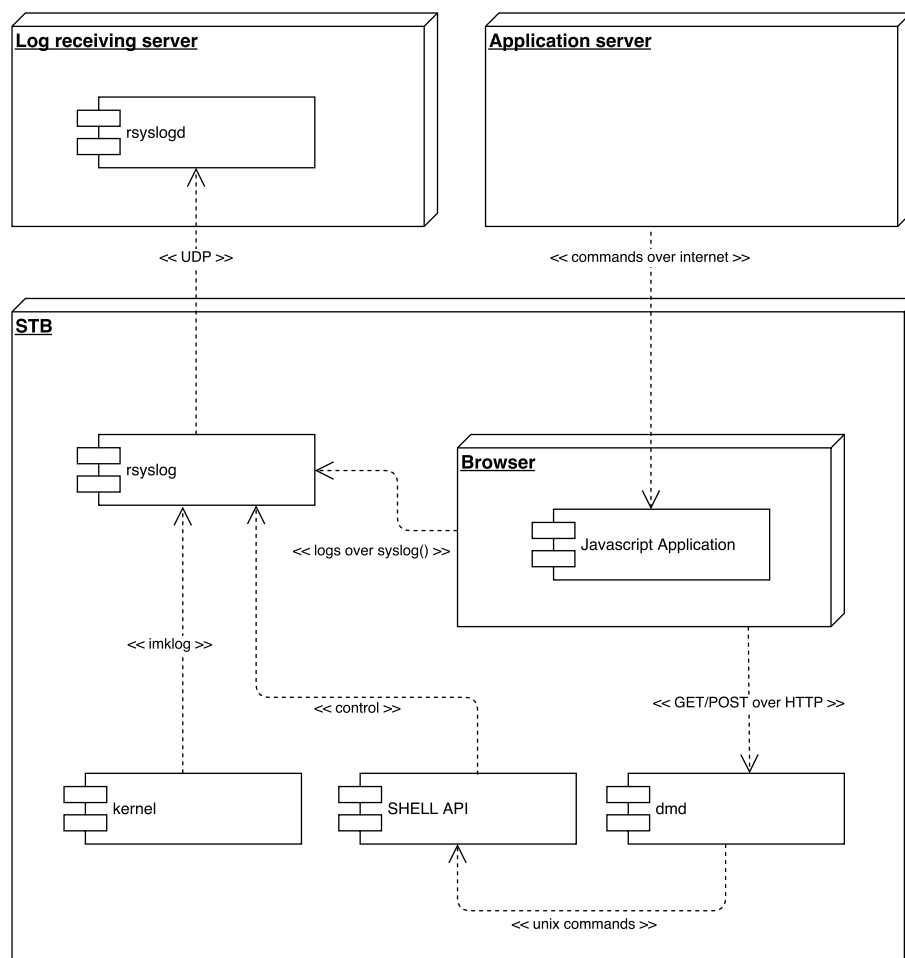 Log receiving server
Application server
rsyslogd
<< UDP >>
<< commands over internet >>
STB
rsyslog
Browser
Javascript Application
<< logs over syslog() >>
<< imklog >>
<< control >>
<< GET/POST over HTTP >>
kernel
SHELL API
dmd
<< unix commands >>